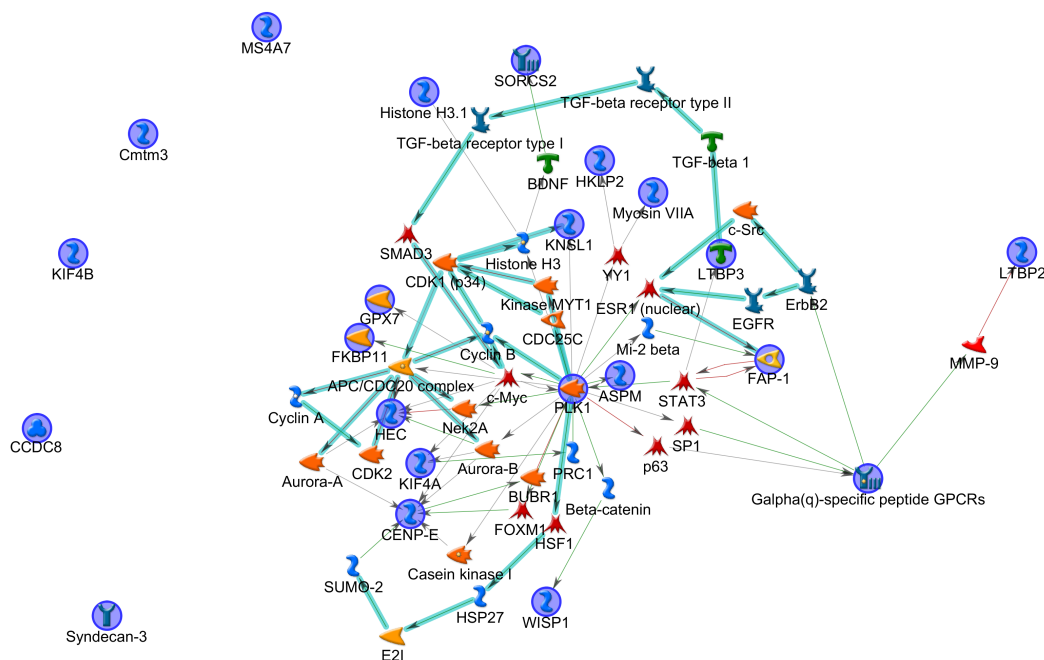 MS4A7
SORCS2
TGF-beta receptor type II
Histone H3.1
TGF-beta receptor type I
Cmtm3
TGF-beta 1
BDNF
HKLP2
Myosin VIIA
c-Src
SMAD3
KNSL1
Histone H3
YY1
LTBP3
LTBP2
KIF4B
CDK1 (p34)
Kinase MYT1
ESR1 (nuclear)
ErbB2
EGFR
GPX7
CDC25C
Mi-2 beta
FKBP11
Cyclin B
MMP-9
FAP-1
APC/CDC20 complex
c-Myc
PLK1
ASPM
STAT3
Cyclin A
HEC
Nek2A
CCDC8
SP1
Aurora-A
CDK2
KIF4A
Aurora-B
PRC1
p63
BUBR1
Beta-catenin
Galpha(q)-specific peptide GPCRs
CENP-E
FOXM1
HSF1
Casein kinase I
SUMO-2
HSP27
WISP1
Syndecan-3
E2I